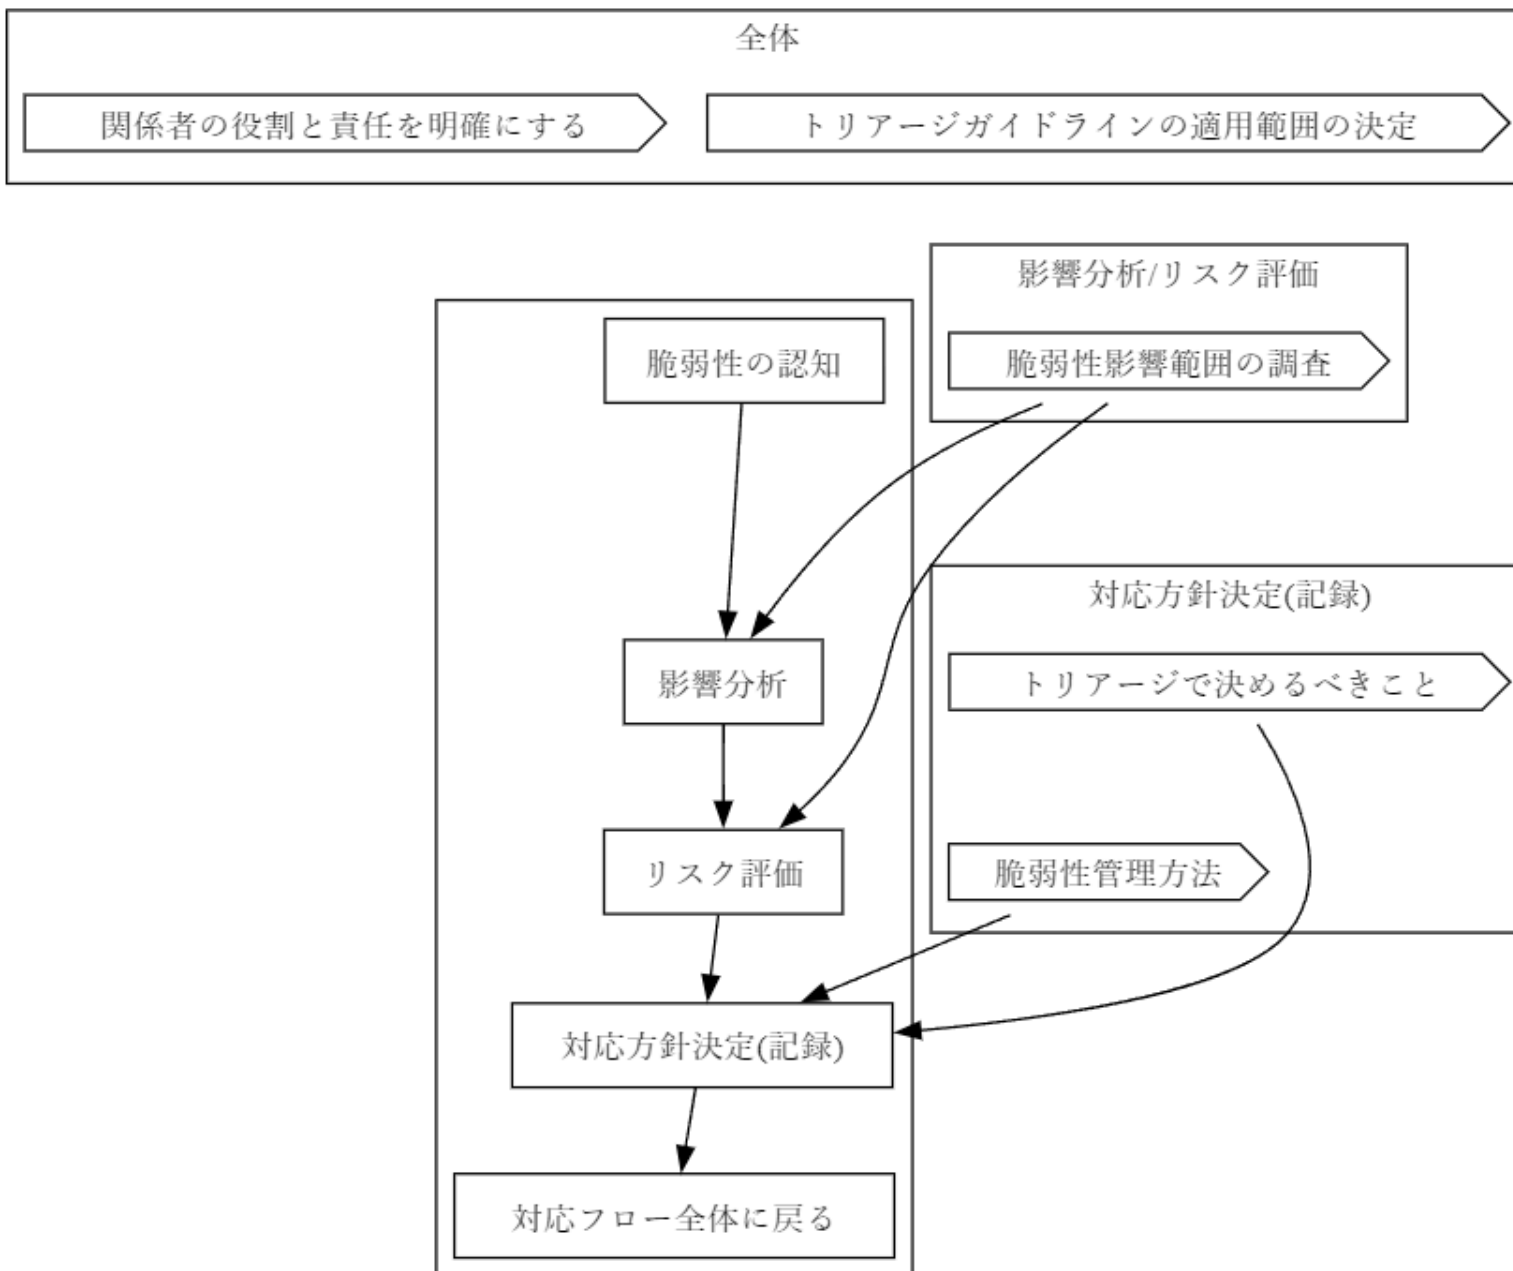 全体
関係者の役割と責任を明確にする
トリアージガイドラインの適用範囲の決定
影響分析/リスク評価
脆弱性影響範囲の調査
脆弱性の認知
影響分析
リスク評価
対応方針決定(記録)
対応フロー全体に戻る
対応方針決定(記録)
トリアージで決めるべきこと
脆弱性管理方法